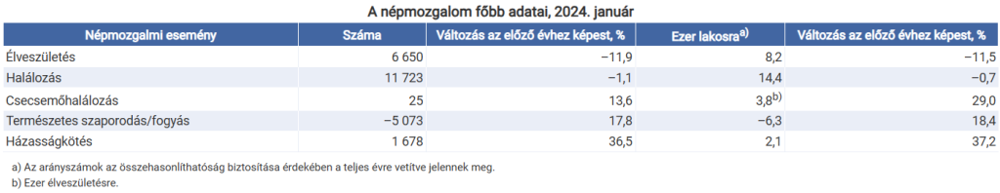 A népmozgalom főbb adatai, 2024. január
Népmozgalmi esemény Száma Változás az előző évhez képest, % Ezer lakosra a) Változás az előző évhez képest, %
Élveszületés 6 650 –11,9 8,2 –11,5
Halálozás 11 723 –1,1 14,4 –0,7
Csecsemőhalálozás 25 13,6 3,8 b) 29,0
Természetes szaporodás/fogyás –5 073 17,8 –6,3 18,4
Házasságkötés 1 678 36,5 2,1 37,2
a) Az arányszámok az összehasonlíthatóság biztosítása érdekében a teljes évre vetítve jelennek meg.
b) Ezer élveszületésre.